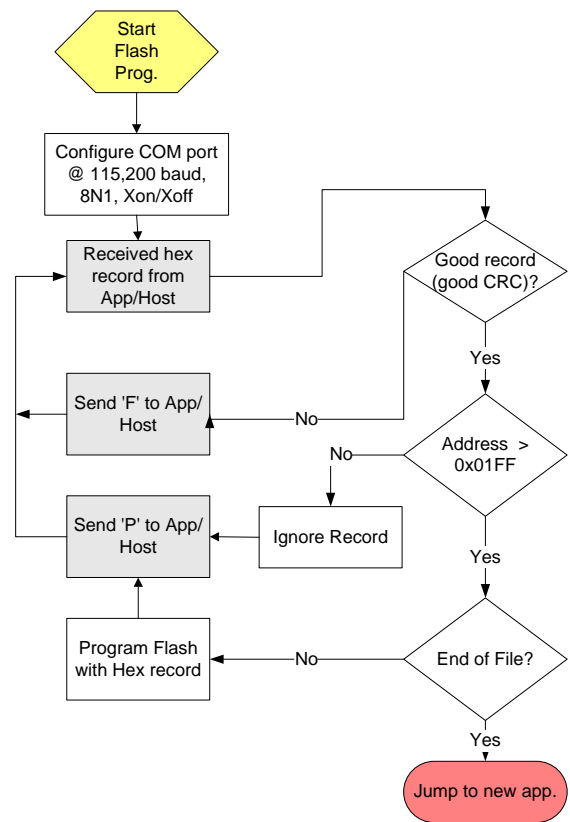 Start
Flash
Prog.
Configure COM port
@ 115,200 baud,
8N1, Xon/Xoff
Received hex
record from
App/Host
Good record
(good CRC)?
Yes
Send 'F' to App/
Host
No
Address >
0x01FF
No
Send 'P' to App/
Host
Ignore Record
Yes
Program Flash
with Hex record
No
End of File?
Yes
Jump to new app.